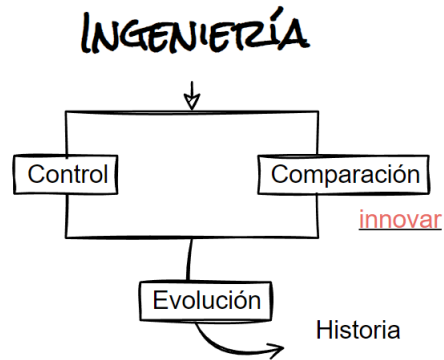 INGENIERÍA
Control
Comparación
innovar
Evolución
Historia